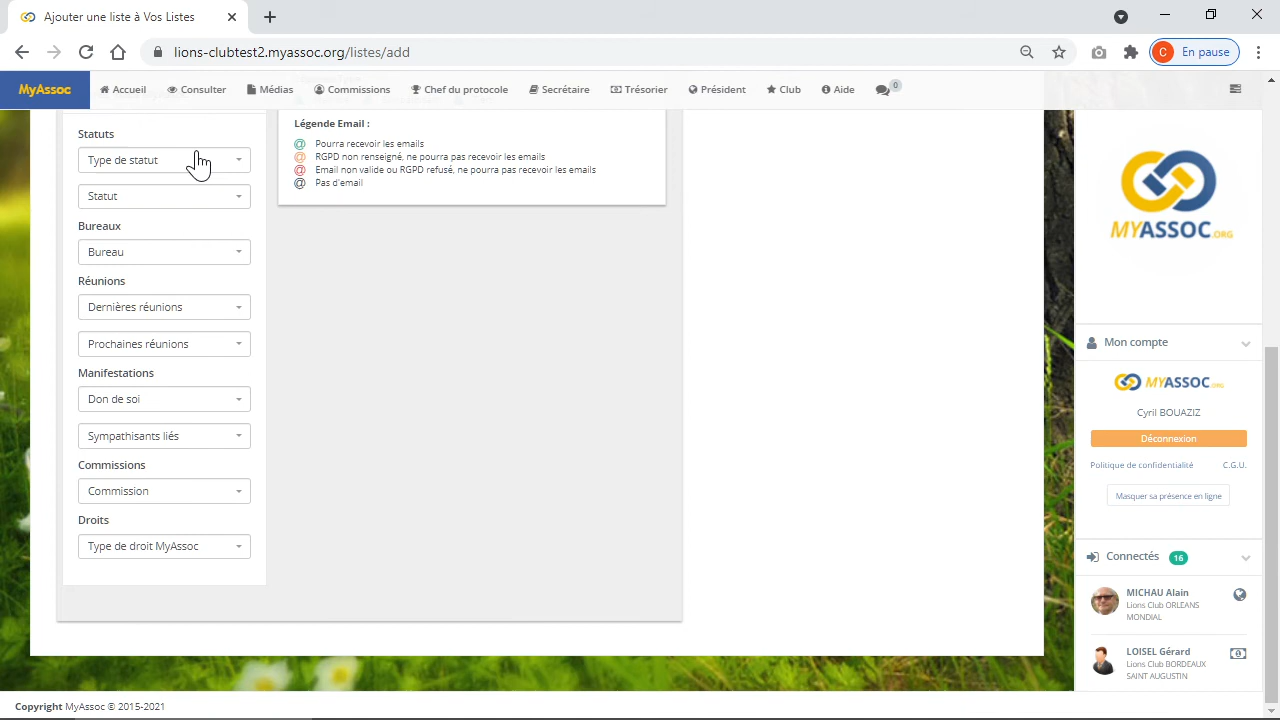 Ajouter une liste à Vos Listes
lions-clubtest2.myassoc.org/listes/add
C En pause
MyAssoc Accueil Consulter Médias Commissions Chef du protocole Secrétaire Trésorier Président Club Aide 0
Statuts
Type de statut
Statut
Bureaux
Bureau
Réunions
Dernières réunions
Prochaines réunions
Manifestations
Don de soi
Sympathisants liés
Commissions
Commission
Droits
Type de droit MyAssoc
Légende Email :
@ Pourra recevoir les emails
@ RGPD non renseigné, ne pourra pas recevoir les emails
@ Email non valide ou RGPD refusé, ne pourra pas recevoir les emails
@ Pas d'email
MYASSOC.ORG
Mon compte
MYASSOC.ORG
Cyril BOUAZIZ
Déconnexion
Politique de confidentialité C.G.U.
Masquer sa présence en ligne
Connectés 16
MICHAU Alain
Lions Club ORLEANS
MONDIAL
LOISEL Gérard
Lions Club BORDEAUX
SAINT AUGUSTIN
Copyright MyAssoc © 2015-2021